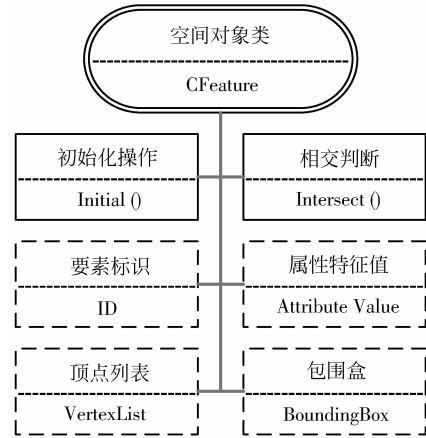 空间对象类
CFeature
初始化操作
Initial ()
相交判断
Intersect ()
要素标识
ID
属性特征值
Attribute Value
顶点列表
VertexList
包围盒
BoundingBox